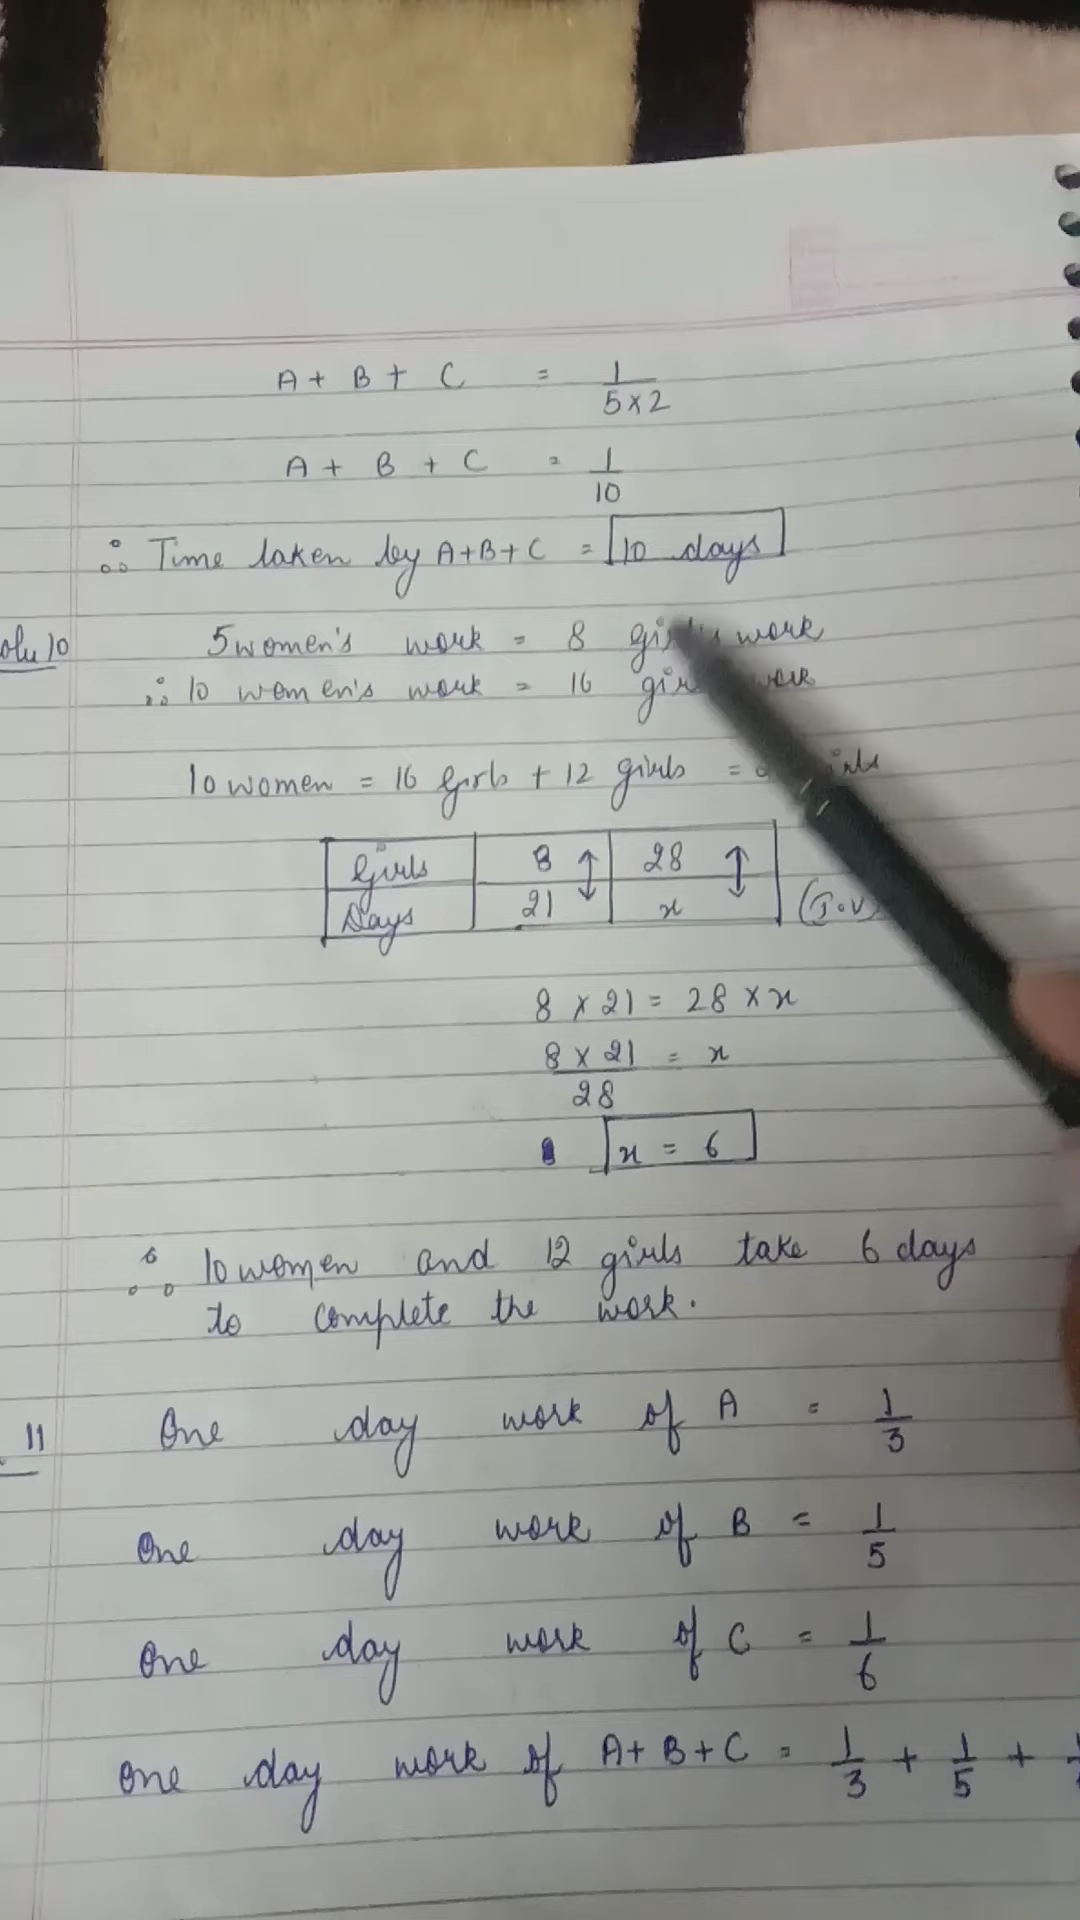 A + B + C = 1/5×2
A + B + C = 1/10
∴ Time taken by A+B+C = 10 days
olu 10 5 women's work = 8 work
∴ 10 women's work = 16
10 women = 16 girls + 12 girls =
Girls 8 28
Days 21 x
8 × 21 = 28 × x
8 × 21/28 = x
x = 6
∴ 10 women and 12 girls take 6 days
to complete the work.
11 One day work of A = 1/3
One day work of B = 1/5
One day work of C = 1/6
One day work of A+B+C = 1/3 + 1/5 +